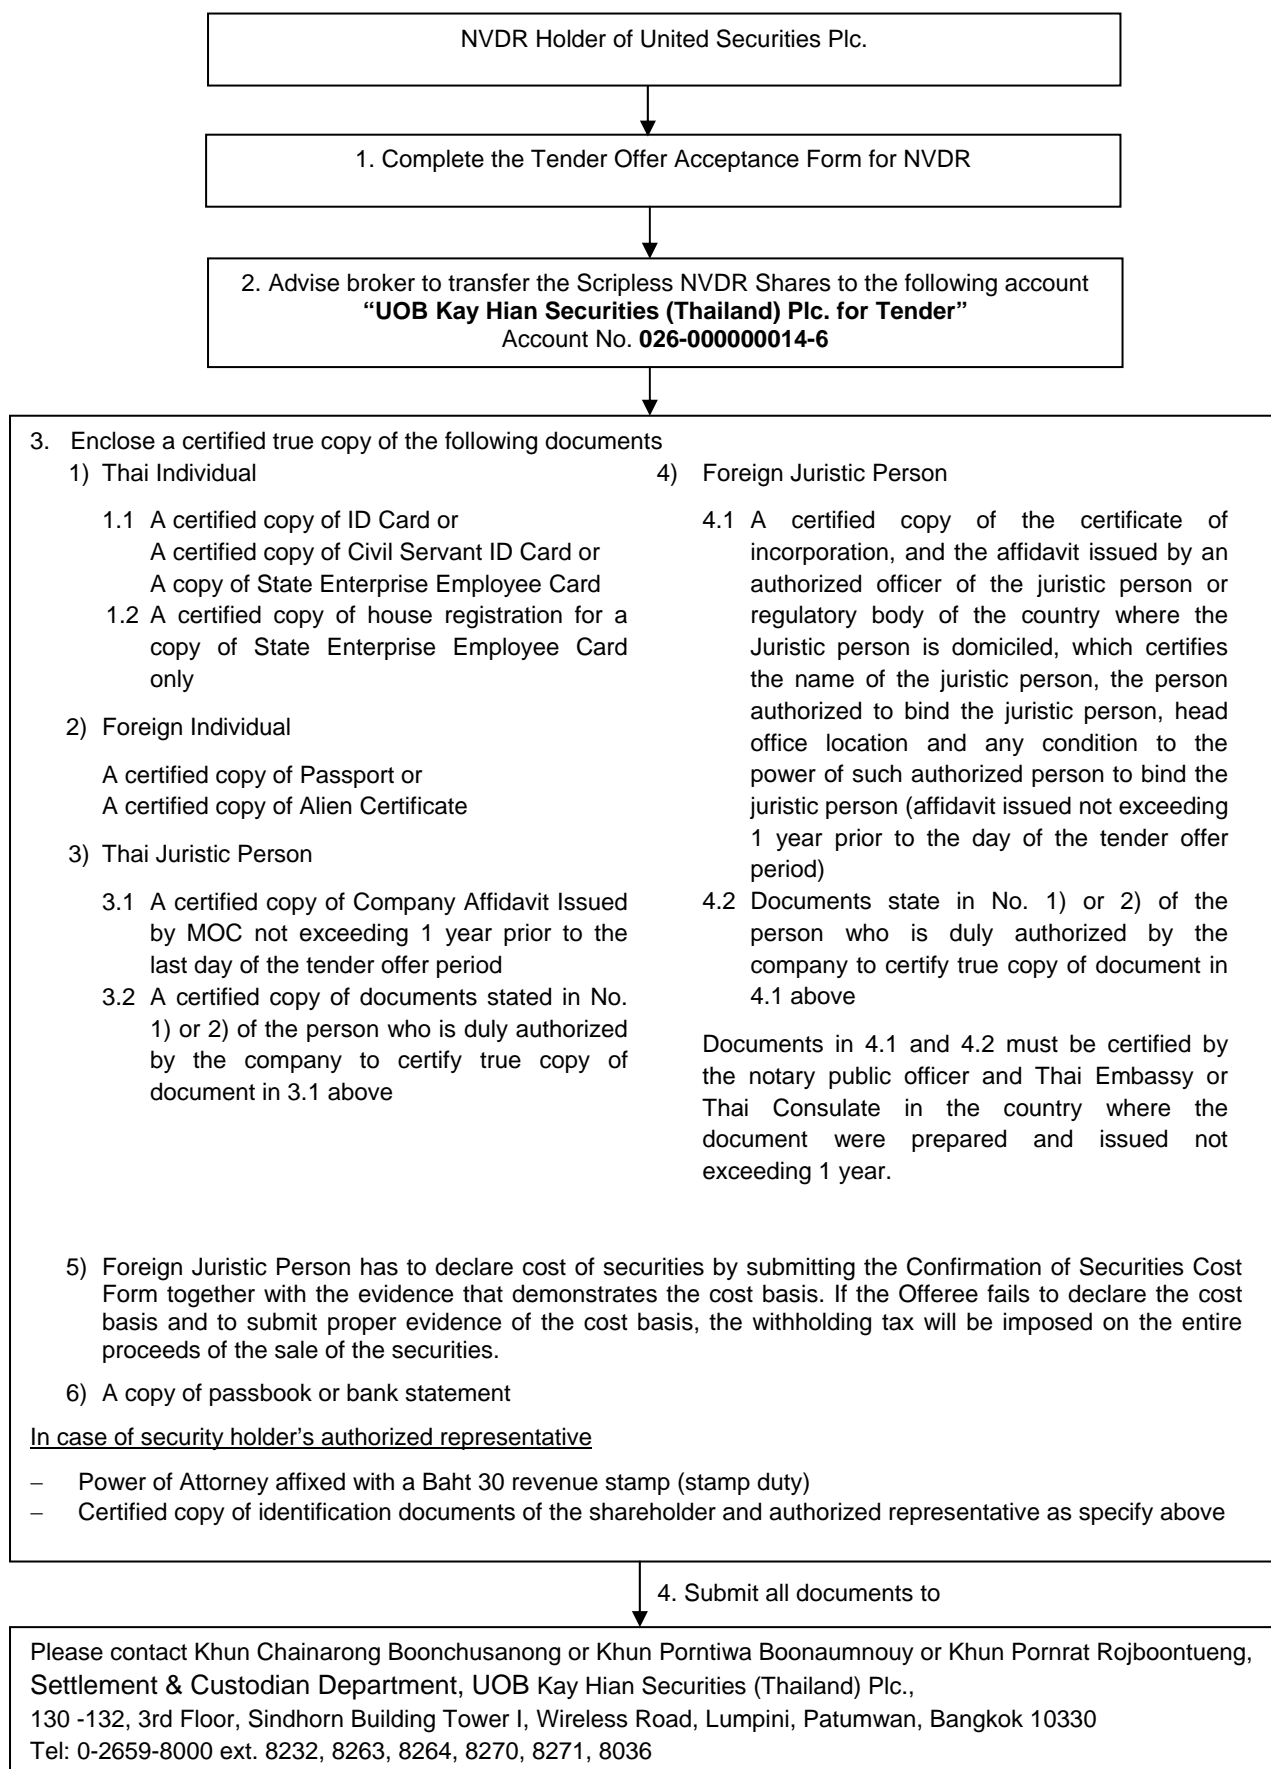 NVDR Holder of United Securities Plc.
1. Complete the Tender Offer Acceptance Form for NVDR
2. Advise broker to transfer the Scripless NVDR Shares to the following account
“UOB Kay Hian Securities (Thailand) Plc. for Tender”
Account No. 026-000000014-6
3. Enclose a certified true copy of the following documents
1) Thai Individual
1.1 A certified copy of ID Card or
A certified copy of Civil Servant ID Card or
A copy of State Enterprise Employee Card
1.2 A certified copy of house registration for a
copy of State Enterprise Employee Card
only
2) Foreign Individual
A certified copy of Passport or
A certified copy of Alien Certificate
3) Thai Juristic Person
3.1 A certified copy of Company Affidavit Issued
by MOC not exceeding 1 year prior to the
last day of the tender offer period
3.2 A certified copy of documents stated in No.
1) or 2) of the person who is duly authorized
by the company to certify true copy of
document in 3.1 above
4) Foreign Juristic Person
4.1 A certified copy of the certificate of
incorporation, and the affidavit issued by an
authorized officer of the juristic person or
regulatory body of the country where the
Juristic person is domiciled, which certifies
the name of the juristic person, the person
authorized to bind the juristic person, head
office location and any condition to the
power of such authorized person to bind the
juristic person (affidavit issued not exceeding
1 year prior to the day of the tender offer
period)
4.2 Documents state in No. 1) or 2) of the
person who is duly authorized by the
company to certify true copy of document in
4.1 above
Documents in 4.1 and 4.2 must be certified by
the notary public officer and Thai Embassy or
Thai Consulate in the country where the
document were prepared and issued not
exceeding 1 year.
5) Foreign Juristic Person has to declare cost of securities by submitting the Confirmation of Securities Cost
Form together with the evidence that demonstrates the cost basis. If the Offeree fails to declare the cost
basis and to submit proper evidence of the cost basis, the withholding tax will be imposed on the entire
proceeds of the sale of the securities.
6) A copy of passbook or bank statement
In case of security holder’s authorized representative
– Power of Attorney affixed with a Baht 30 revenue stamp (stamp duty)
– Certified copy of identification documents of the shareholder and authorized representative as specify above
4. Submit all documents to
Please contact Khun Chainarong Boonchusanong or Khun Porntiwa Boonaumnouy or Khun Pornrat Rojboontueng,
Settlement & Custodian Department, UOB Kay Hian Securities (Thailand) Plc.,
130 -132, 3rd Floor, Sindhorn Building Tower I, Wireless Road, Lumpini, Patumwan, Bangkok 10330
Tel: 0-2659-8000 ext. 8232, 8263, 8264, 8270, 8271, 8036